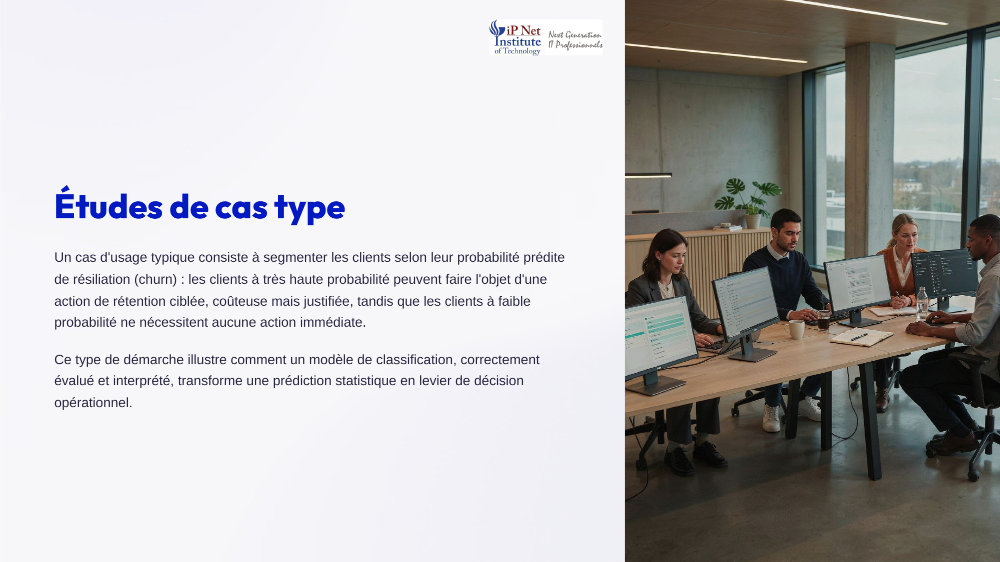 iP Net
Institute
of Technology
Next Generation
IT Professionnels
Études de cas type
Un cas d'usage typique consiste à segmenter les clients selon leur probabilité prédite
de résiliation (churn) : les clients à très haute probabilité peuvent faire l'objet d'une
action de rétention ciblée, coûteuse mais justifiée, tandis que les clients à faible
probabilité ne nécessitent aucune action immédiate.
Ce type de démarche illustre comment un modèle de classification, correctement
évalué et interprété, transforme une prédiction statistique en levier de décision
opérationnel.